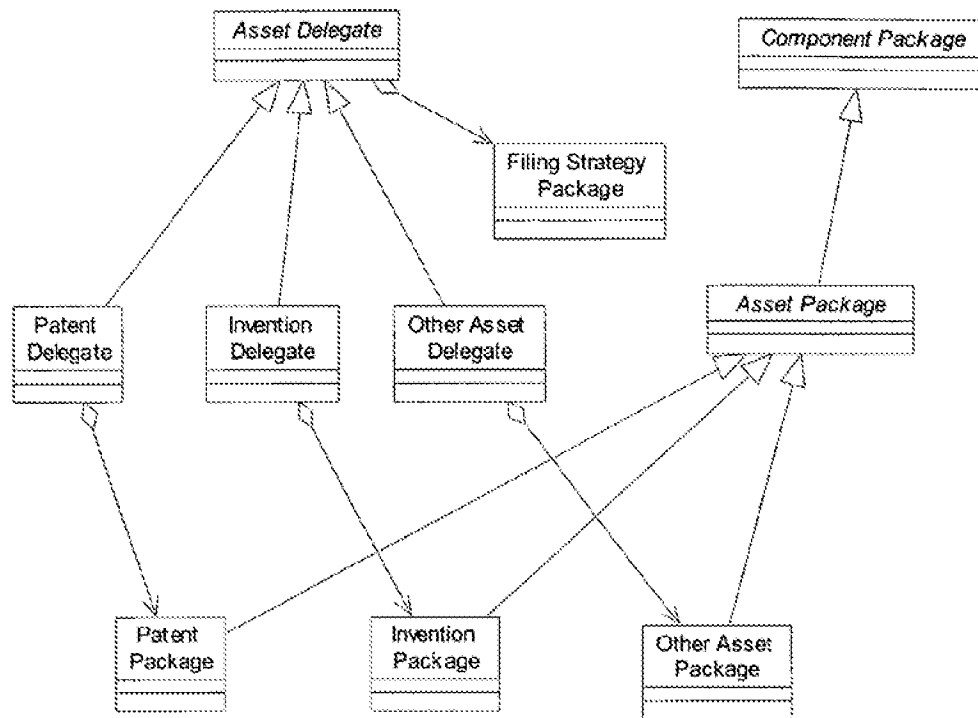 Asset Delegate
Component Package
Filing Strategy
Package
Asset Package
Patent
Delegate
Invention
Delegate
Other Asset
Delegate
Patent
Package
Invention
Package
Other Asset
Package